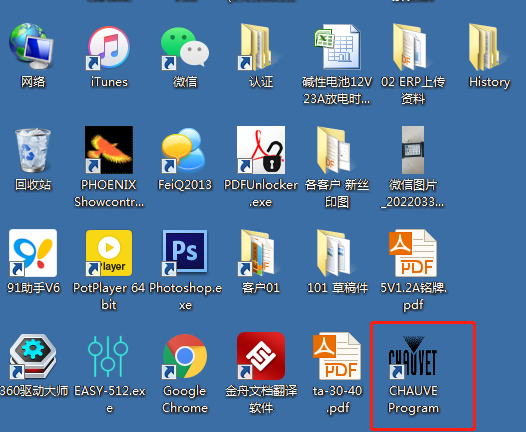 网络
iTunes
微信
认证
碱性电池12V
23A放电时...
02 ERP上传
资料
History
回收站
PHOENIX
Showcontr...
FeiQ2013
PDFUnlocker
.exe
各客户 新丝
印图
微信图片
_2022033...
91助手V6
PotPlayer 64
bit
Photoshop.e
xe
客户01
101 草稿件
5V1.2A铭牌.
pdf
360驱动大师
EASY-512.ex
e
Google
Chrome
金舟文档翻译
软件
ta-30-40
.pdf
CHAUVE
Program
Player
Ps
PDF
PDF
CHAUVET